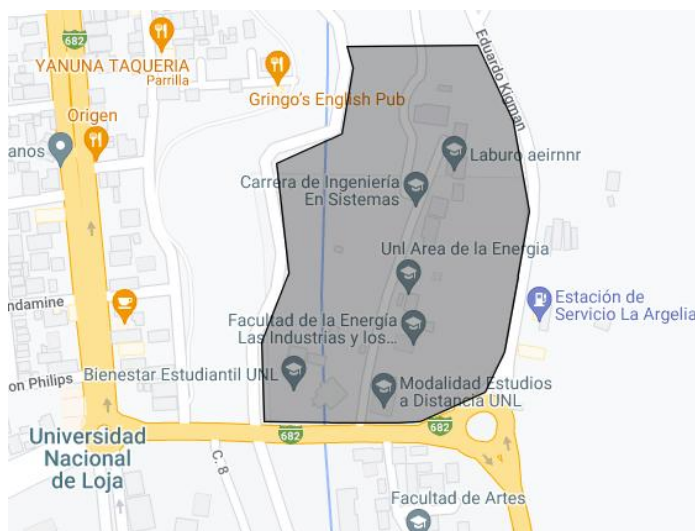 682
YANUNA TAQUERIA
Parrilla
Gringo's English Pub
Origen
anos
Eduardo Kigman
Laburo aeirnnr
Carrera de Ingeniería
En Sistemas
Unl Area de la Energia
ndamine
Estación de
Servicio La Argelia
Facultad de la Energía
Las Industrias y los...
on Philips
Bienestar Estudiantil UNL
Modalidad Estudios
a Distancia UNL
682
682
Universidad
Nacional
de Loja
C. 8
Facultad de Artes